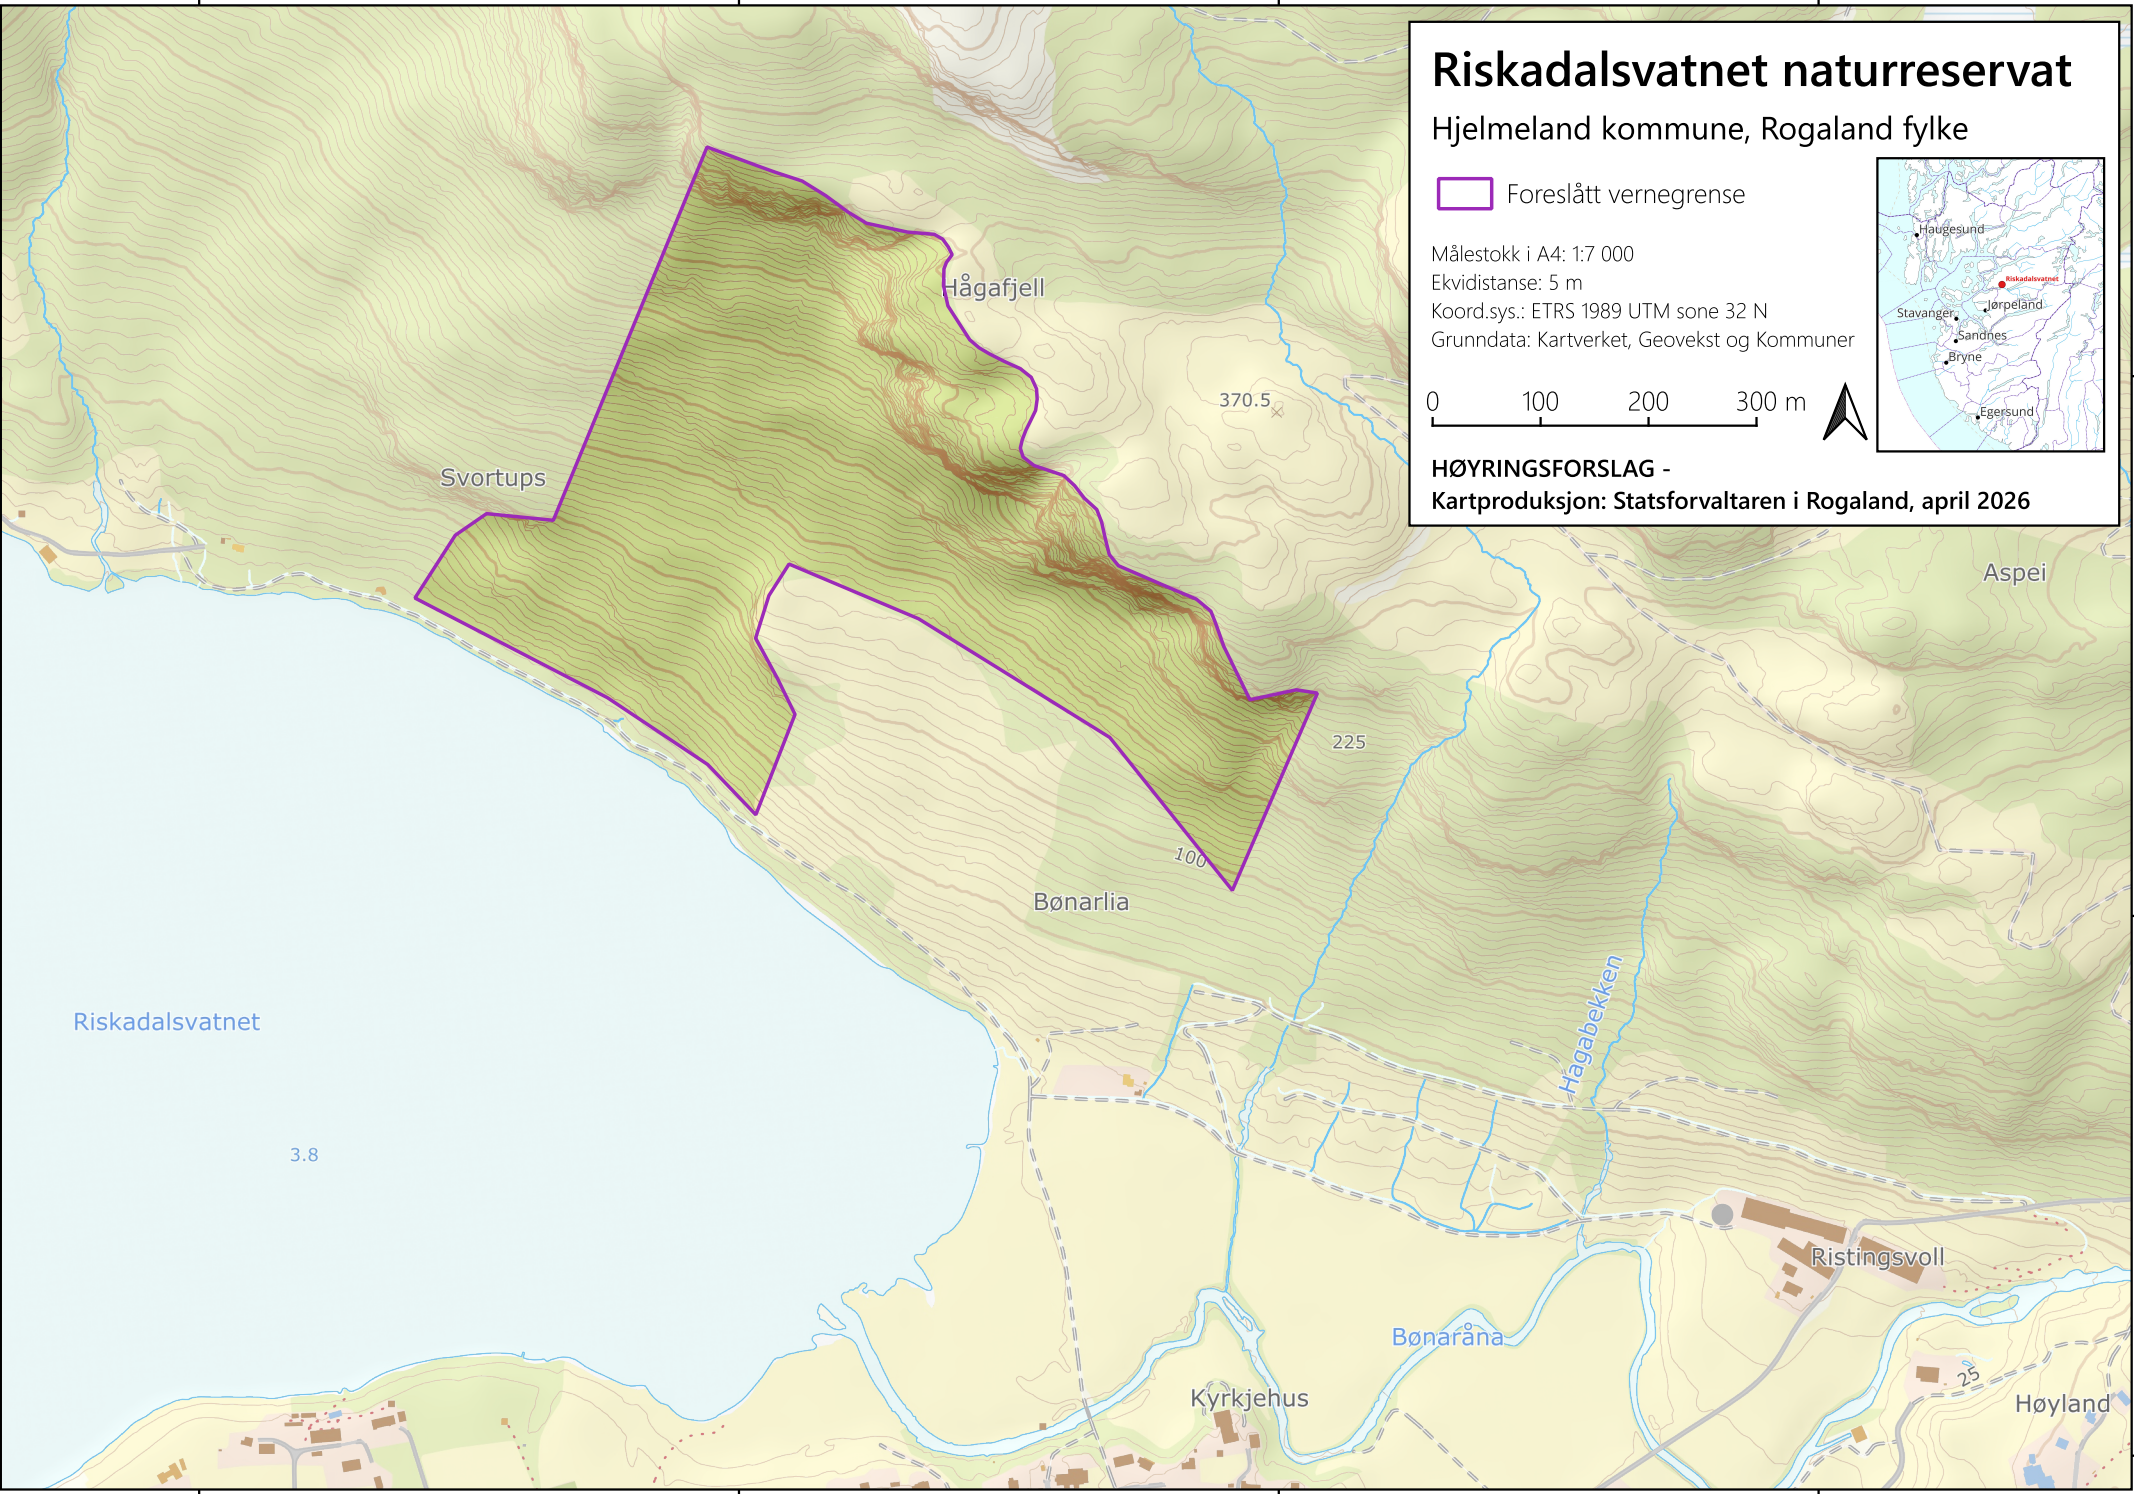 Riskadalsvatnet naturreservat
Hjelmeland kommune, Rogaland fylke
Foreslått vernegrense
Målestokk i A4: 1:7 000
Ekvidistanse: 5 m
Koord.sys.: ETRS 1989 UTM sone 32 N
Grunndata: Kartverket, Geovekst og Kommuner
0 100 200 300 m
HØYRINGSFORSLAG -
Kartproduksjon: Statsforvaltaren i Rogaland, april 2026
Haugesund
Riskadalsvatnet
Jørpeland
Stavanger
Sandnes
Bryne
Egersund
Hågafjell
370.5
Svortups
Aspei
225
100
Bønarlia
Riskadalsvatnet
Hagabekken
3.8
Ristingsvoll
Bønaråna
25
Kyrkjehus
Høyland